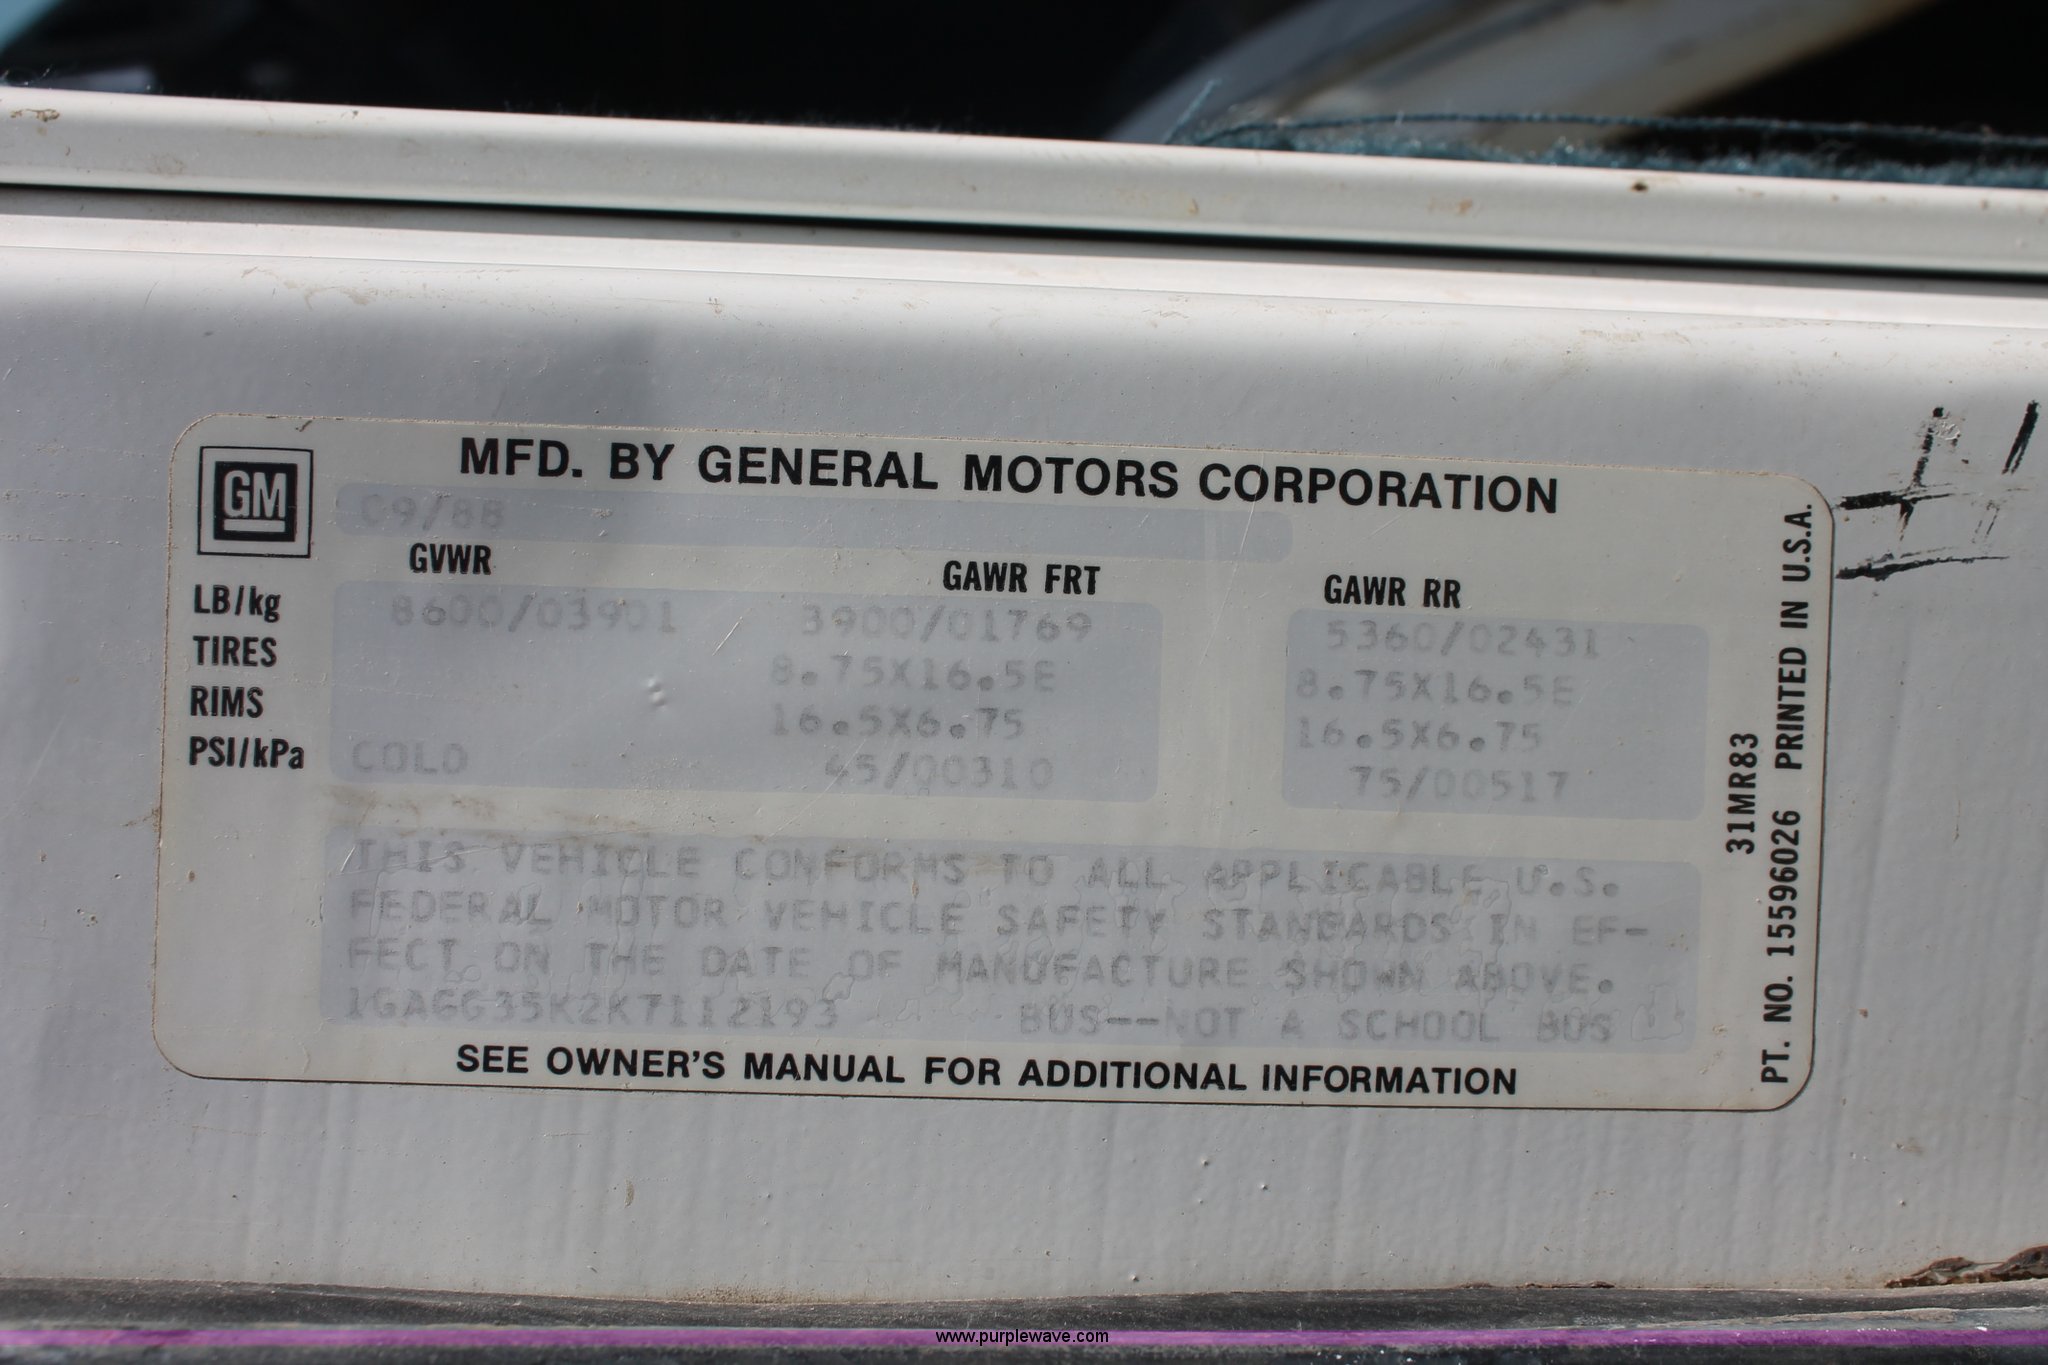 MFD. BY GENERAL MOTORS CORPORATION
GM
09/88
GVWR GAWR FRT GAWR RR
LB/kg 8600/03901 3900/01769 5360/02431
TIRES 8.75X16.5E 8.75X16.5E
RIMS 16.5X6.75 16.5X6.75
PSI/kPa COLD 45/00310 75/00517
THIS VEHICLE CONFORMS TO ALL APPLICABLE U.S.
FEDERAL MOTOR VEHICLE SAFETY STANDARDS IN EF-
FECT ON THE DATE OF MANUFACTURE SHOWN ABOVE.
1GAGG35K2K7112193 BUS--NOT A SCHOOL BUS
SEE OWNER'S MANUAL FOR ADDITIONAL INFORMATION
31MR83
PT. NO. 15596026 PRINTED IN U.S.A.
www.purplewave.com